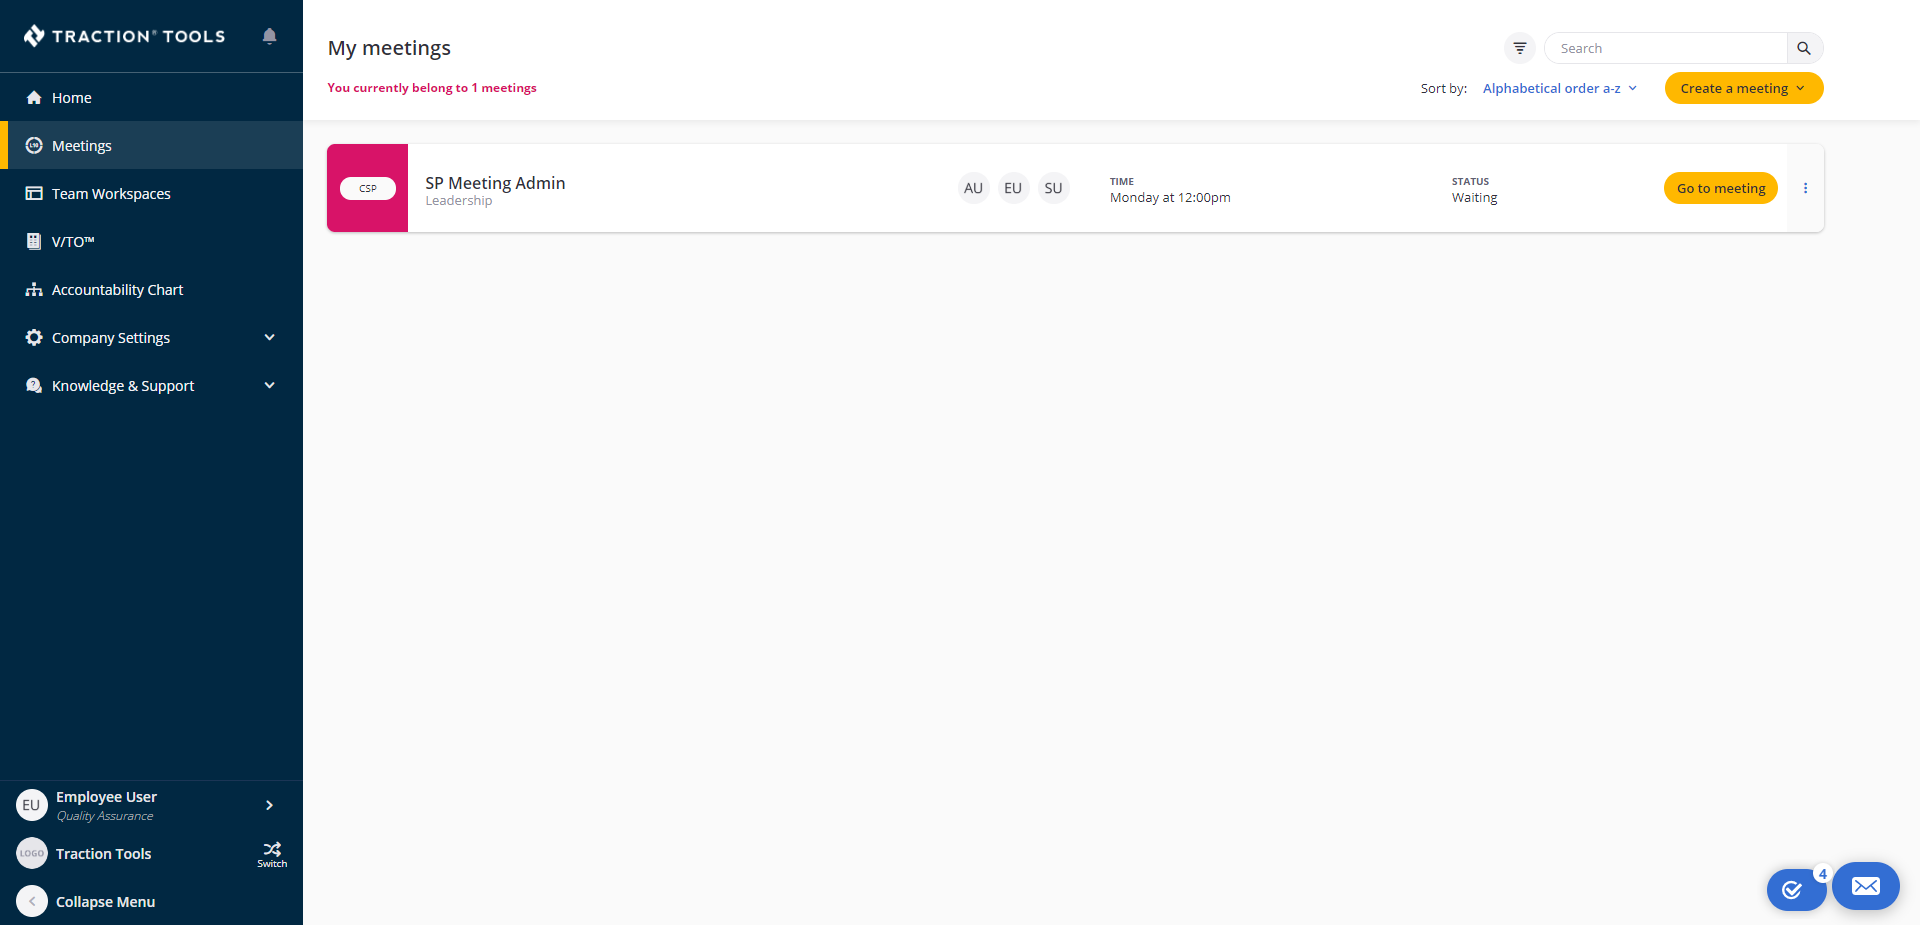 TRACTION® TOOLS
Home
Meetings
Team Workspaces
V/TO™
Accountability Chart
Company Settings
Knowledge & Support
EU
Employee User
Quality Assurance
LOGO
Traction Tools
Switch
Collapse Menu
My meetings
Search
You currently belong to 1 meetings
Sort by: Alphabetical order a-z
Create a meeting
CSP
SP Meeting Admin
Leadership
AU EU SU
TIME
Monday at 12:00pm
STATUS
Waiting
Go to meeting
4